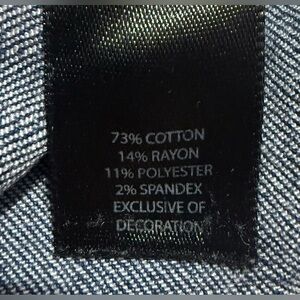 73% COTTON
14% RAYON
11% POLYESTER
2% SPANDEX
EXCLUSIVE OF
DECORATION